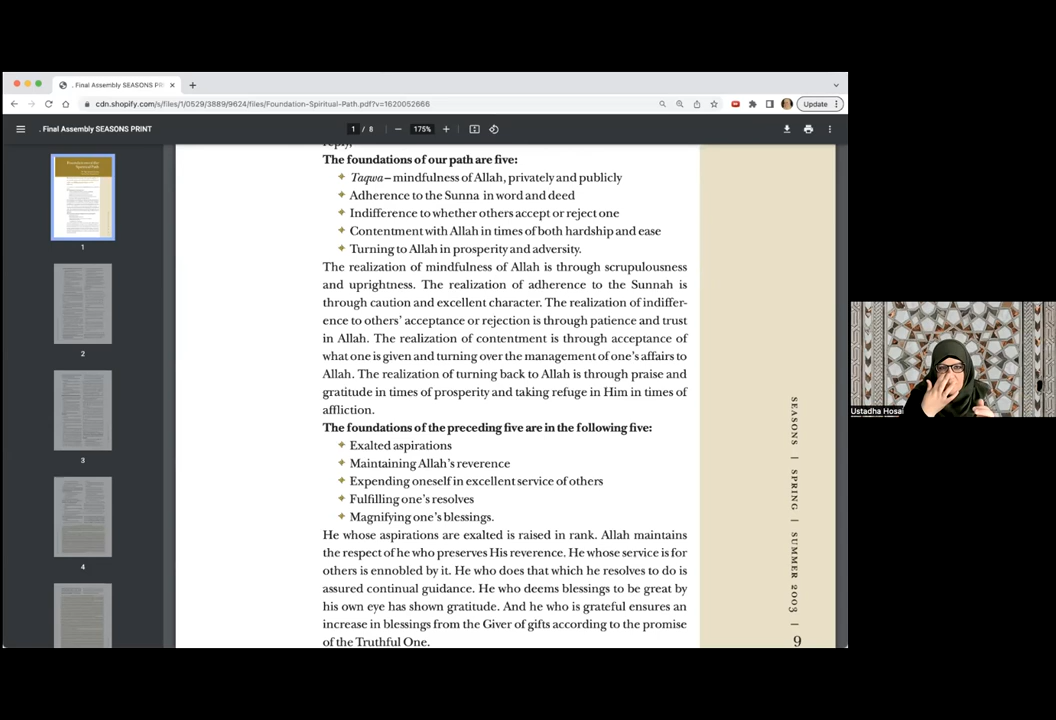 . Final Assembly SEASONS PRI
cdn.shopify.com/s/files/1/0529/3889/9624/files/Foundation-Spiritual-Path.pdf?v=1620052666
Update
. Final Assembly SEASONS PRINT
1 / 8
175%
reply,
The foundations of our path are five:
Taqwa – mindfulness of Allah, privately and publicly
Adherence to the Sunna in word and deed
Indifference to whether others accept or reject one
Contentment with Allah in times of both hardship and ease
Turning to Allah in prosperity and adversity.
The realization of mindfulness of Allah is through scrupulousness
and uprightness. The realization of adherence to the Sunnah is
through caution and excellent character. The realization of indiffer-
ence to others’ acceptance or rejection is through patience and trust
in Allah. The realization of contentment is through acceptance of
what one is given and turning over the management of one’s affairs to
Allah. The realization of turning back to Allah is through praise and
gratitude in times of prosperity and taking refuge in Him in times of
affliction.
The foundations of the preceding five are in the following five:
Exalted aspirations
Maintaining Allah’s reverence
Expending oneself in excellent service of others
Fulfilling one’s resolves
Magnifying one’s blessings.
He whose aspirations are exalted is raised in rank. Allah maintains
the respect of he who preserves His reverence. He whose service is for
others is ennobled by it. He who does that which he resolves to do is
assured continual guidance. He who deems blessings to be great by
his own eye has shown gratitude. And he who is grateful ensures an
increase in blessings from the Giver of gifts according to the promise
of the Truthful One.
SEASONS | SPRING | SUMMER 2003 |
9
1
2
3
4
Ustadha Hosai